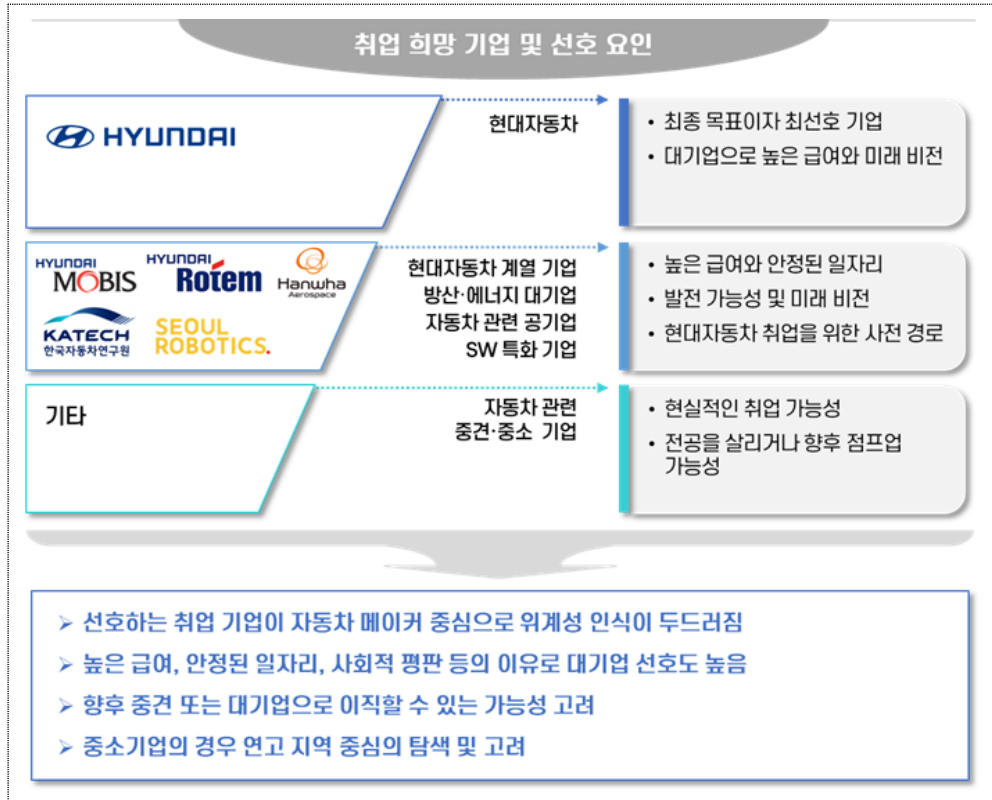 취업 희망 기업 및 선호 요인
HYUNDAI
현대자동차
• 최종 목표이자 최선호 기업
• 대기업으로 높은 급여와 미래 비전
HYUNDAI
MOBIS
HYUNDAI
Rotem
Hanwha
Aerospace
KATECH
한국자동차연구원
SEOUL
ROBOTICS.
현대자동차 계열 기업
방산·에너지 대기업
자동차 관련 공기업
SW 특화 기업
• 높은 급여와 안정된 일자리
• 발전 가능성 및 미래 비전
• 현대자동차 취업을 위한 사전 경로
기타
자동차 관련
중견·중소 기업
• 현실적인 취업 가능성
• 전공을 살리거나 향후 점프업
가능성
➢ 선호하는 취업 기업이 자동차 메이커 중심으로 위계성 인식이 두드러짐
➢ 높은 급여, 안정된 일자리, 사회적 평판 등의 이유로 대기업 선호도 높음
➢ 향후 중견 또는 대기업으로 이직할 수 있는 가능성 고려
➢ 중소기업의 경우 연고 지역 중심의 탐색 및 고려